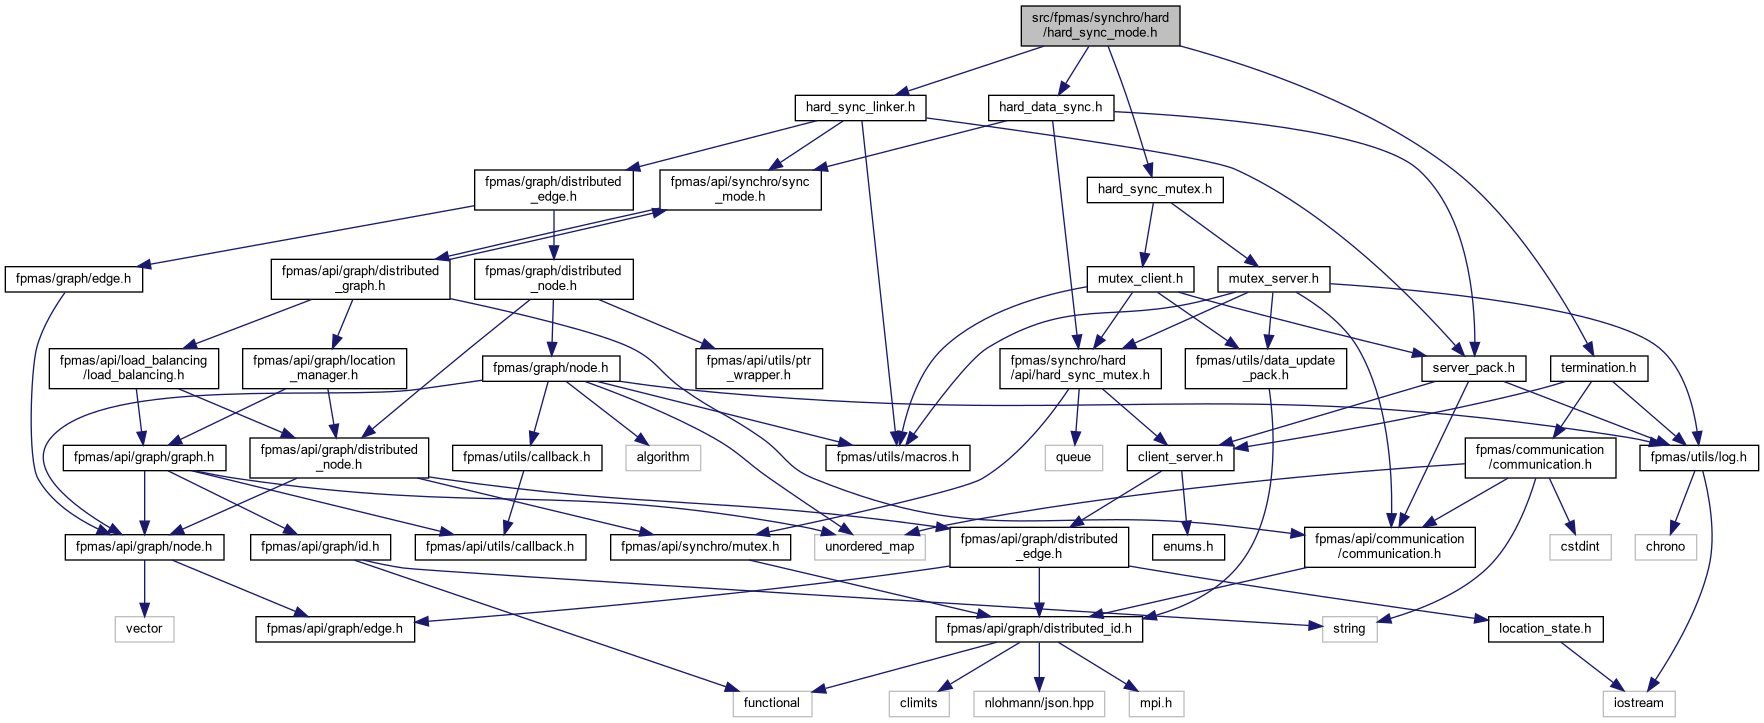 src/fpmas/synchro/hard
/hard_sync_mode.h
hard_sync_linker.h
hard_data_sync.h
fpmas/graph/distributed
_edge.h
fpmas/api/synchro/sync
_mode.h
hard_sync_mutex.h
fpmas/graph/edge.h
fpmas/api/graph/distributed
_graph.h
fpmas/graph/distributed
_node.h
mutex_client.h
mutex_server.h
fpmas/api/load_balancing
/load_balancing.h
fpmas/api/graph/location
_manager.h
fpmas/graph/node.h
fpmas/api/utils/ptr
_wrapper.h
fpmas/synchro/hard
/api/hard_sync_mutex.h
fpmas/utils/data_update
_pack.h
server_pack.h
termination.h
fpmas/api/graph/graph.h
fpmas/api/graph/distributed
_node.h
fpmas/utils/callback.h
algorithm
fpmas/utils/macros.h
queue
client_server.h
fpmas/communication
/communication.h
fpmas/utils/log.h
fpmas/api/graph/node.h
fpmas/api/graph/id.h
fpmas/api/utils/callback.h
fpmas/api/synchro/mutex.h
unordered_map
fpmas/api/graph/distributed
_edge.h
enums.h
fpmas/api/communication
/communication.h
cstdint
chrono
vector
fpmas/api/graph/edge.h
fpmas/api/graph/distributed_id.h
string
location_state.h
functional
climits
nlohmann/json.hpp
mpi.h
iostream